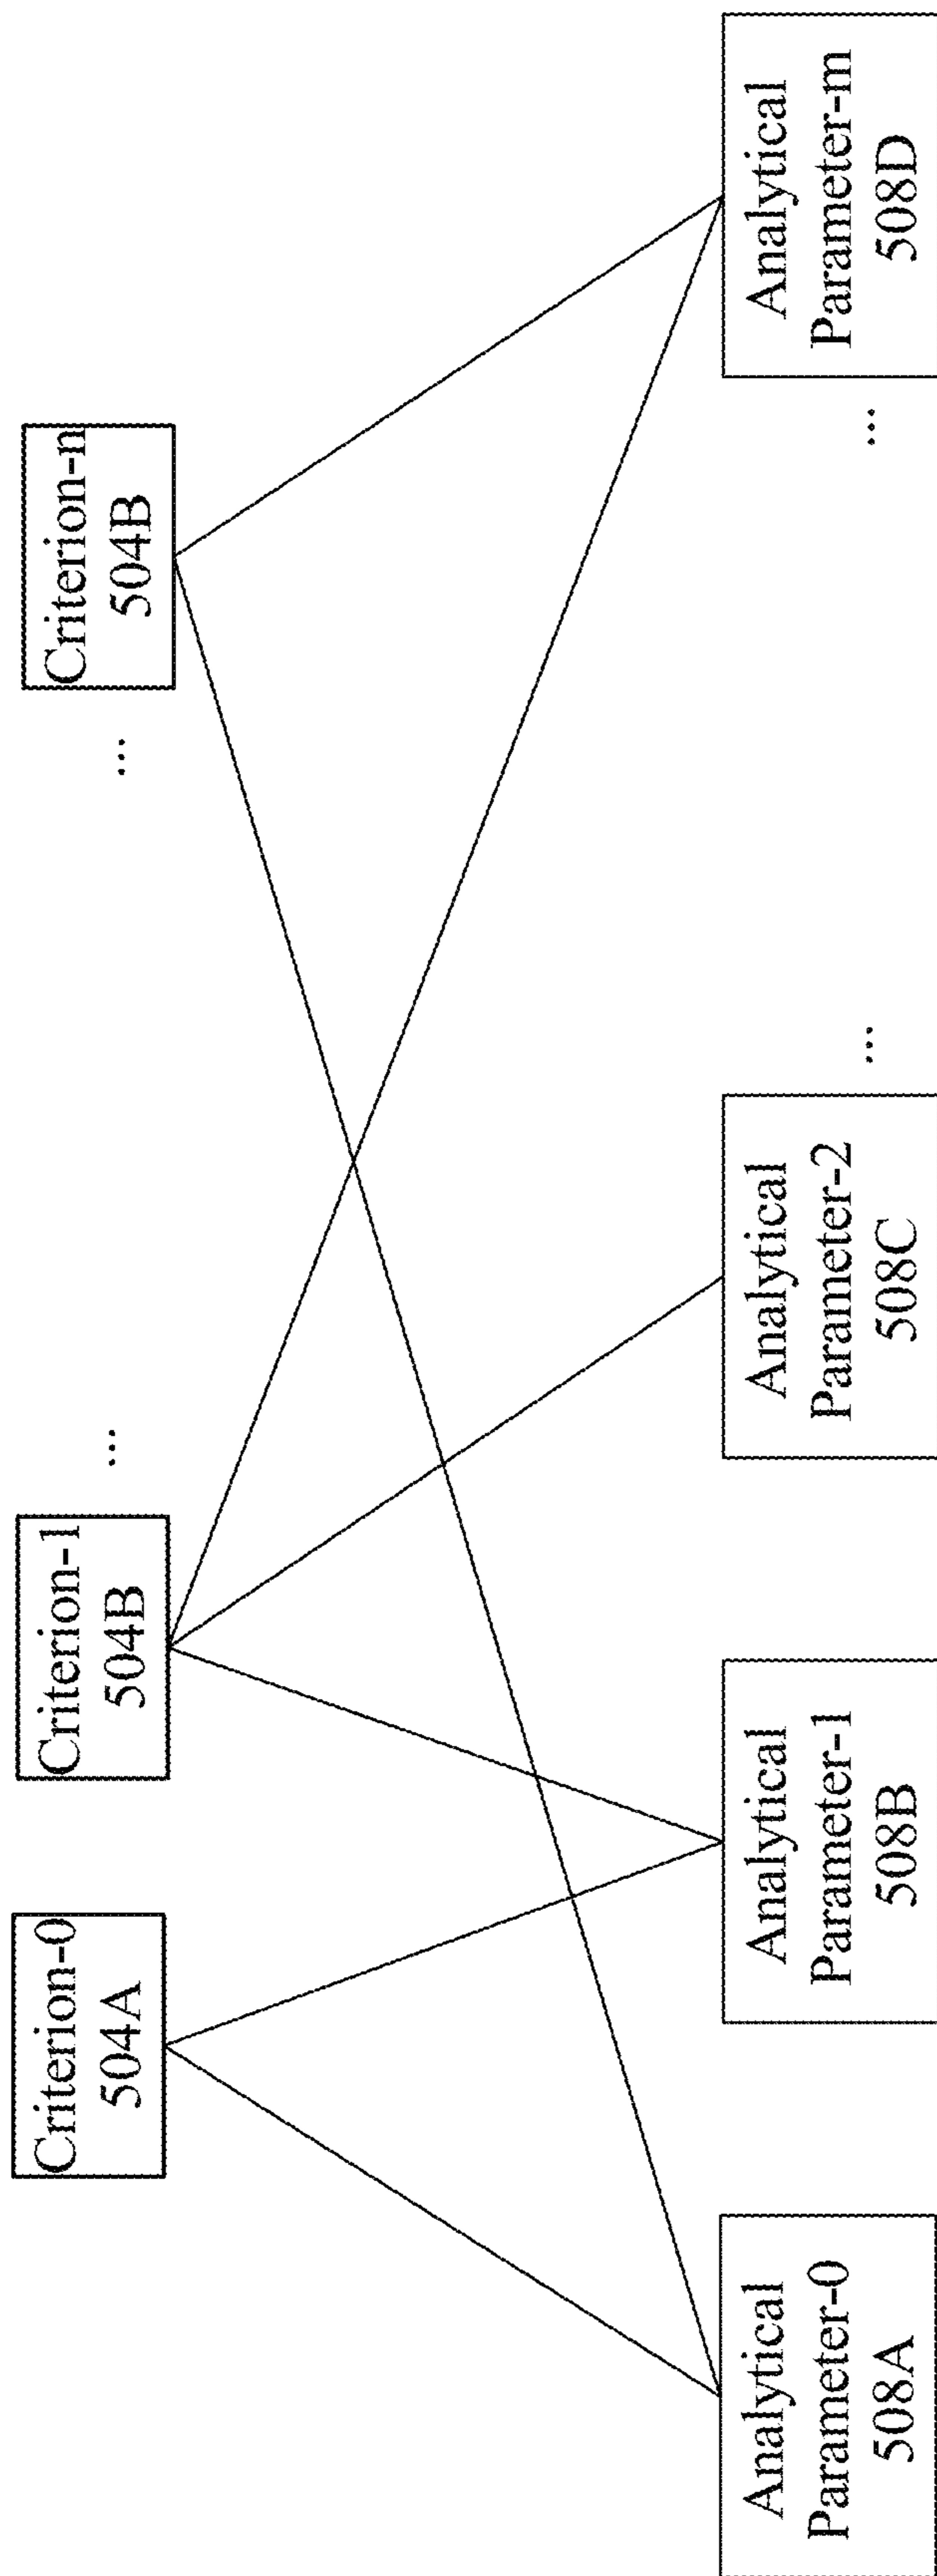 Criterion-0
504A
Criterion-1
504B
...
...
Criterion-n
504B
Analytical
Parameter-0
508A
Analytical
Parameter-1
508B
Analytical
Parameter-2
508C
...
...
Analytical
Parameter-m
508D